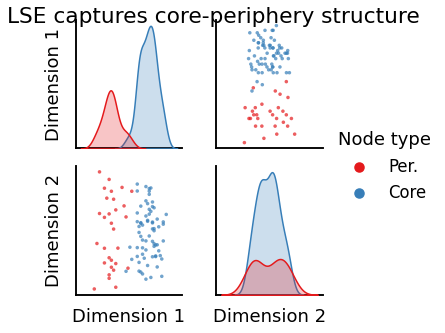 LSE captures core-periphery structure
Dimension 1
Node type
Per.
Core
Dimension 2
Dimension 1
Dimension 2